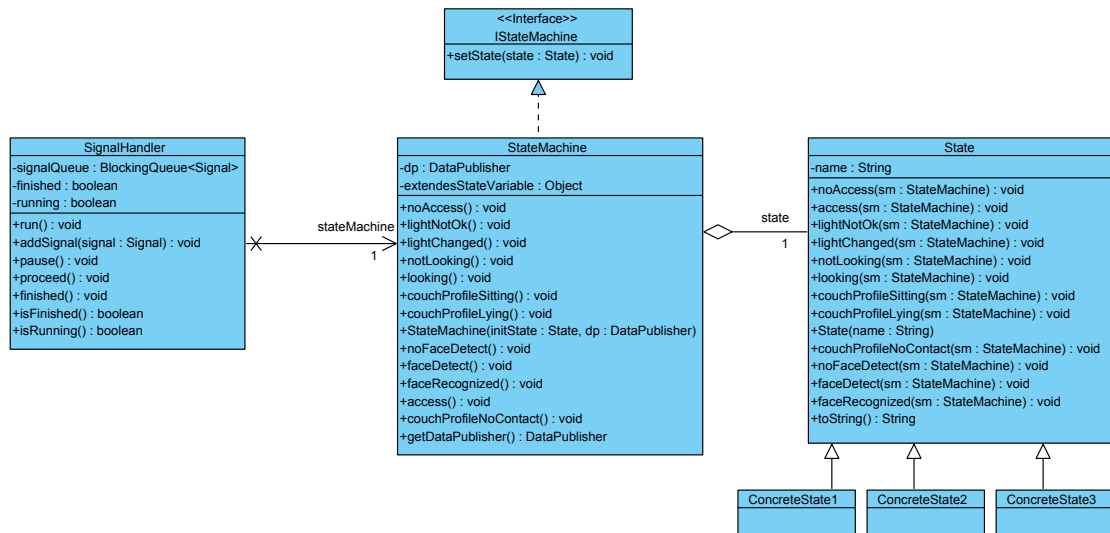 <<Interface>>
IStateMachine
+setState(state : State) : void
SignalHandler
-signalQueue : BlockingQueue<Signal>
-finished : boolean
-running : boolean
+run() : void
+addSignal(signal : Signal) : void
+pause() : void
+proceed() : void
+finished() : void
+isFinished() : boolean
+isRunning() : boolean
stateMachine
1
StateMachine
-dp : DataPublisher
-extendesStateVariable : Object
+noAccess() : void
+lightNotOk() : void
+lightChanged() : void
+notLooking() : void
+looking() : void
+couchProfileSitting() : void
+couchProfileLying() : void
+StateMachine(initState : State, dp : DataPublisher)
+noFaceDetect() : void
+faceDetect() : void
+faceRecognized() : void
+access() : void
+couchProfileNoContact() : void
+getDataPublisher() : DataPublisher
state
1
State
-name : String
+noAccess(sm : StateMachine) : void
+access(sm : StateMachine) : void
+lightNotOk(sm : StateMachine) : void
+lightChanged(sm : StateMachine) : void
+notLooking(sm : StateMachine) : void
+looking(sm : StateMachine) : void
+couchProfileSitting(sm : StateMachine) : void
+couchProfileLying(sm : StateMachine) : void
+State(name : String)
+couchProfileNoContact(sm : StateMachine) : void
+noFaceDetect(sm : StateMachine) : void
+faceDetect(sm : StateMachine) : void
+faceRecognized(sm : StateMachine) : void
+toString() : String
ConcreteState1
ConcreteState2
ConcreteState3